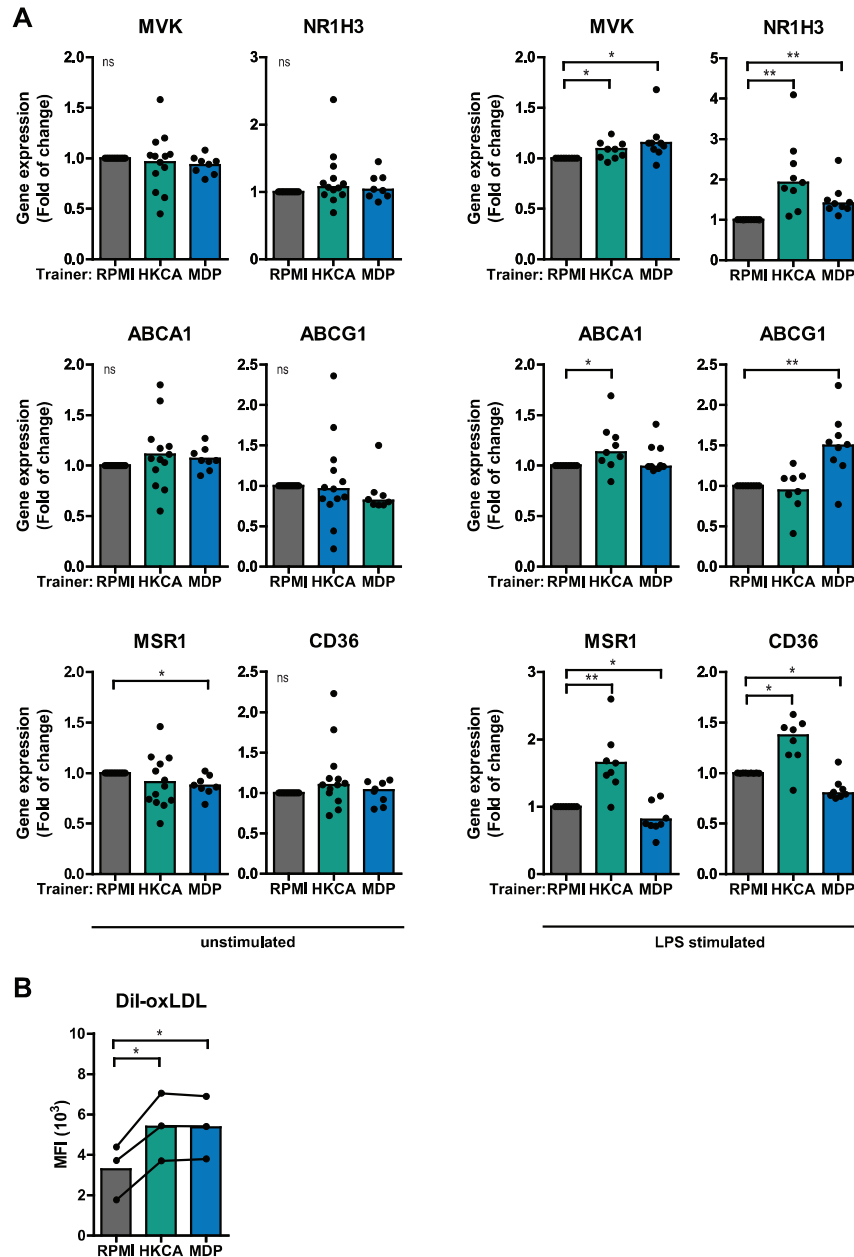 A
MVK
NR1H3
MVK
NR1H3
Gene expression
(Fold of change)
2.0
1.5
1.0
0.5
0.0
ns
3
2
1
0
ns
Gene expression
(Fold of change)
2.0
1.5
1.0
0.5
0.0
*
*
5
4
3
2
1
0
**
**
Trainer: RPMI HKCA MDP
RPMI HKCA MDP
Trainer: RPMI HKCA MDP
RPMI HKCA MDP
ABCA1
ABCG1
ABCA1
ABCG1
Gene expression
(Fold of change)
2.0
1.5
1.0
0.5
0.0
ns
2.5
2.0
1.5
1.0
0.5
0.0
ns
Gene expression
(Fold of change)
2.0
1.5
1.0
0.5
0.0
*
2.5
2.0
1.5
1.0
0.5
0.0
**
Trainer: RPMI HKCA MDP
RPMI HKCA MDP
Trainer: RPMI HKCA MDP
RPMI HKCA MDP
MSR1
CD36
MSR1
CD36
Gene expression
(Fold of change)
2.0
1.5
1.0
0.5
0.0
*
2.5
2.0
1.5
1.0
0.5
0.0
ns
Gene expression
(Fold of change)
3
2
1
0
*
**
2.0
1.5
1.0
0.5
0.0
*
*
Trainer: RPMI HKCA MDP
RPMI HKCA MDP
Trainer: RPMI HKCA MDP
RPMI HKCA MDP
unstimulated
LPS stimulated
B
Dil-oxLDL
MFI (10³)
10
8
6
4
2
0
*
*
RPMI HKCA MDP